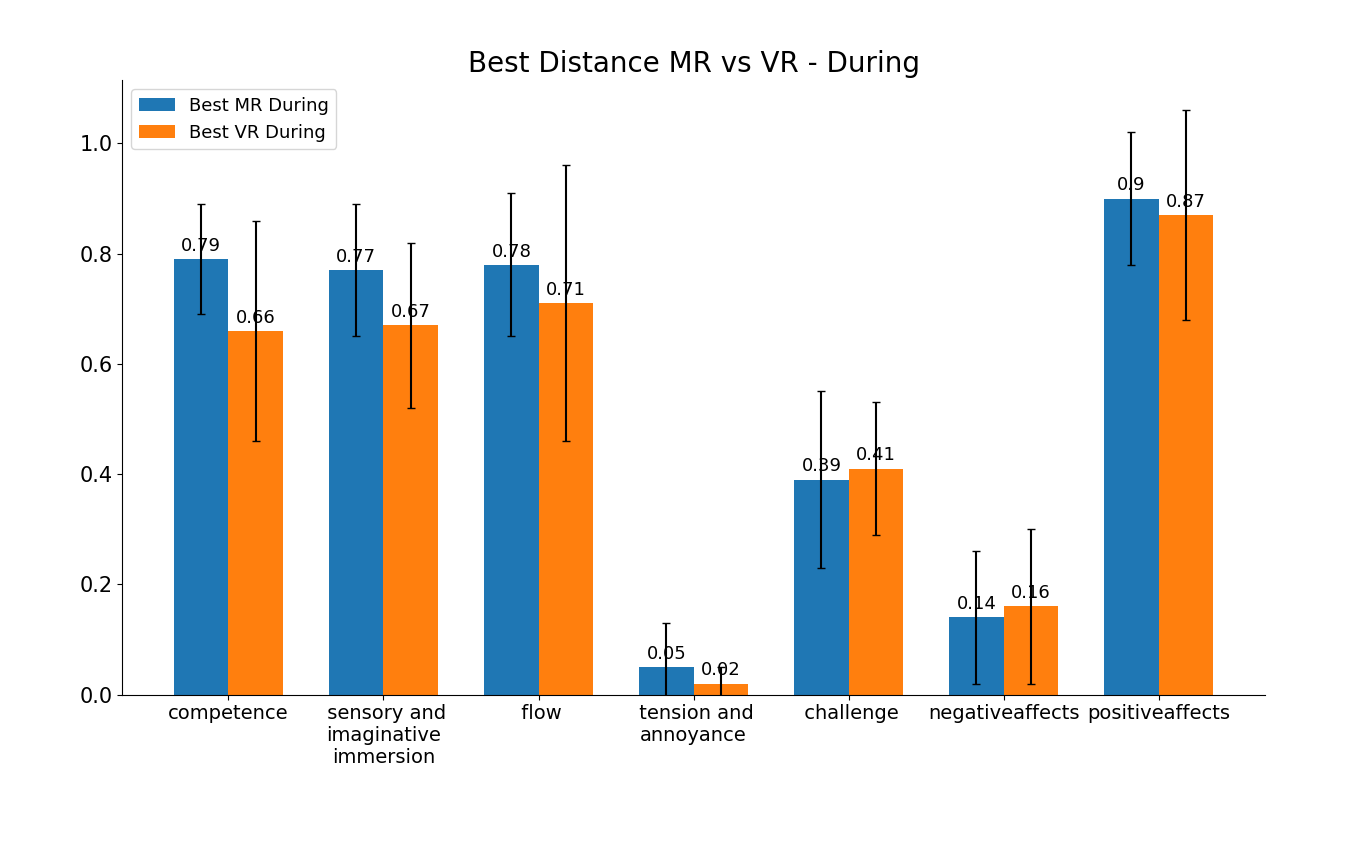 Best Distance MR vs VR - During
Best MR During
Best VR During
1.0
0.8
0.6
0.4
0.2
0.0
0.79
0.66
0.77
0.67
0.78
0.71
0.05
0.02
0.39
0.41
0.14
0.16
0.9
0.87
competence
sensory and
imaginative
immersion
flow
tension and
annoyance
challenge
negativeaffects
positiveaffects